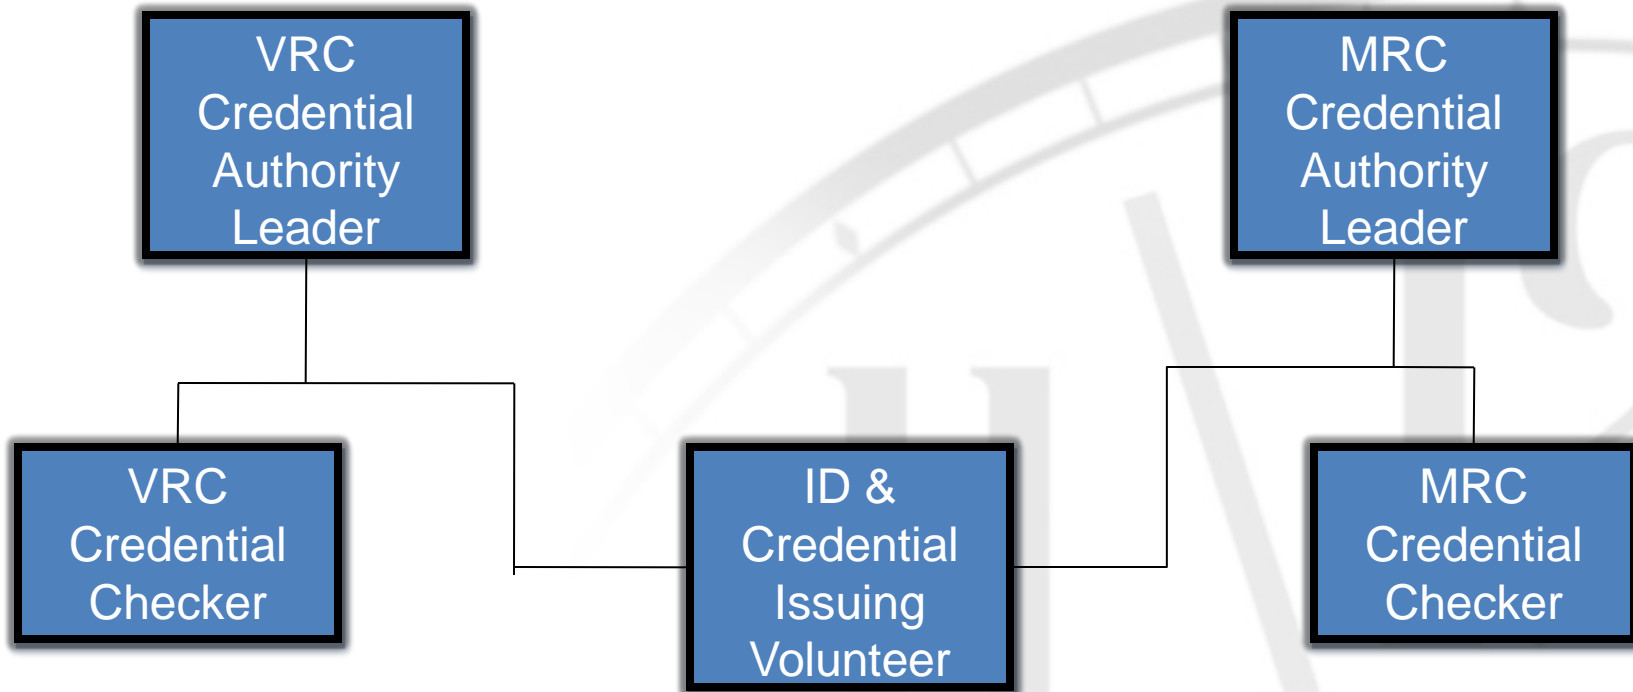 VRC
Credential
Authority
Leader
MRC
Credential
Authority
Leader
VRC
Credential
Checker
ID &
Credential
Issuing
Volunteer
MRC
Credential
Checker